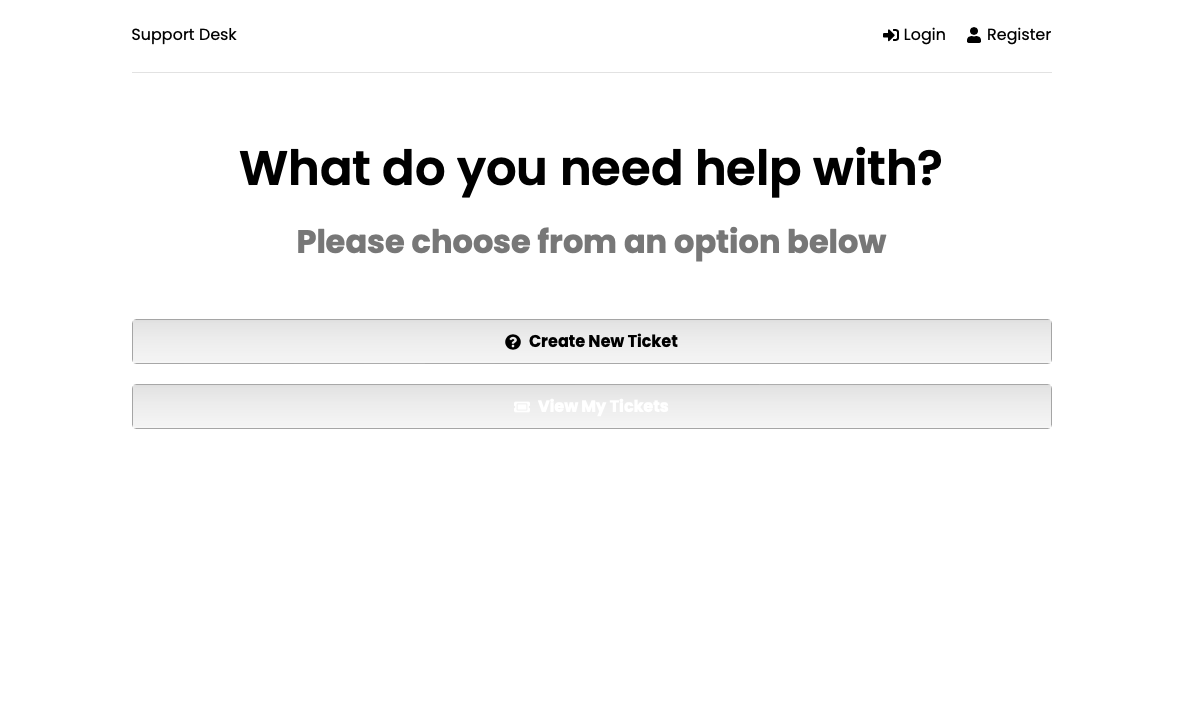 Support Desk
Login
Register
What do you need help with?
Please choose from an option below
Create New Ticket
View My Tickets